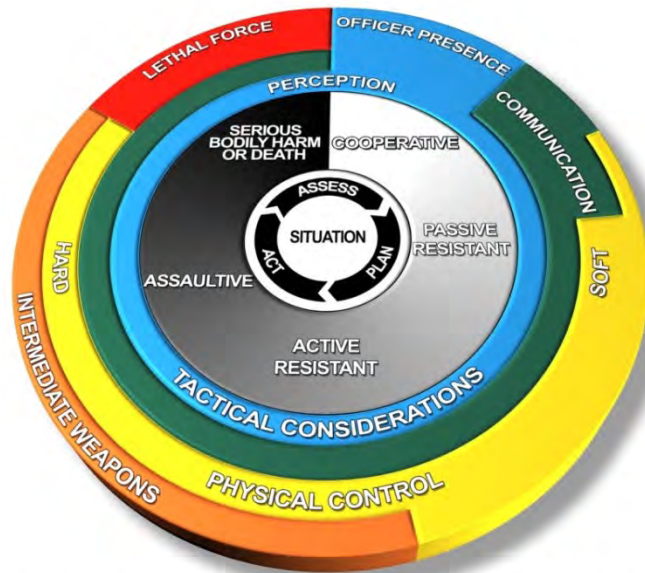 LETHAL FORCE
OFFICER PRESENCE
PERCEPTION
COMMUNICATION
SERIOUS
BODILY HARM
OR DEATH
COOPERATIVE
ASSESS
SITUATION
PLAN
ACT
PASSIVE
RESISTANT
ASSAULTIVE
ACTIVE
RESISTANT
HARD
SOFT
TACTICAL CONSIDERATIONS
INTERMEDIATE WEAPONS
PHYSICAL CONTROL